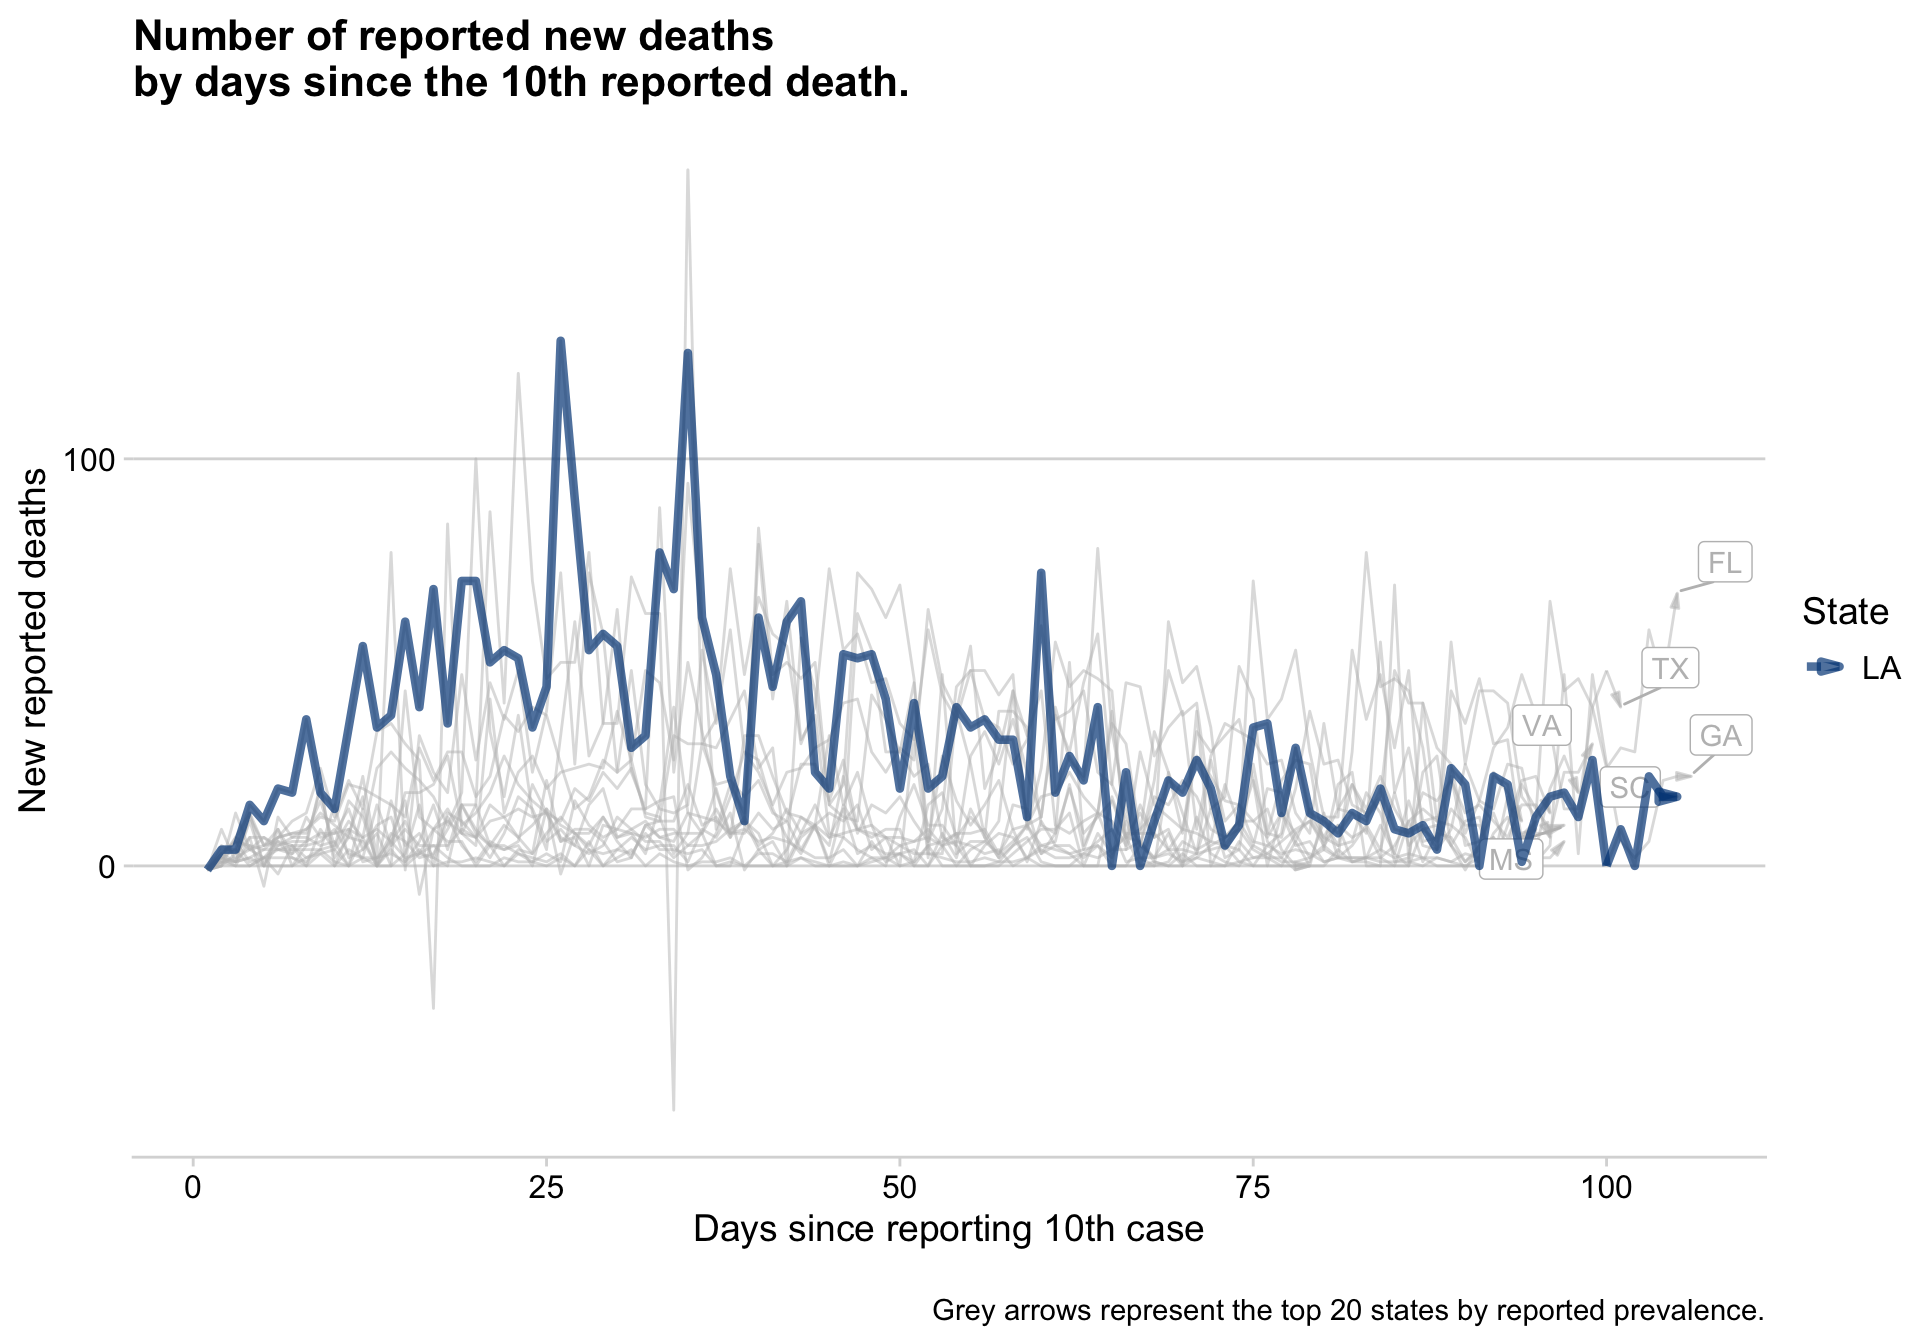 Number of reported new deaths
by days since the 10th reported death.
100
0
New reported deaths
FL
TX
VA
GA
SC
MS
State
LA
0 25 50 75 100
Days since reporting 10th case
Grey arrows represent the top 20 states by reported prevalence.